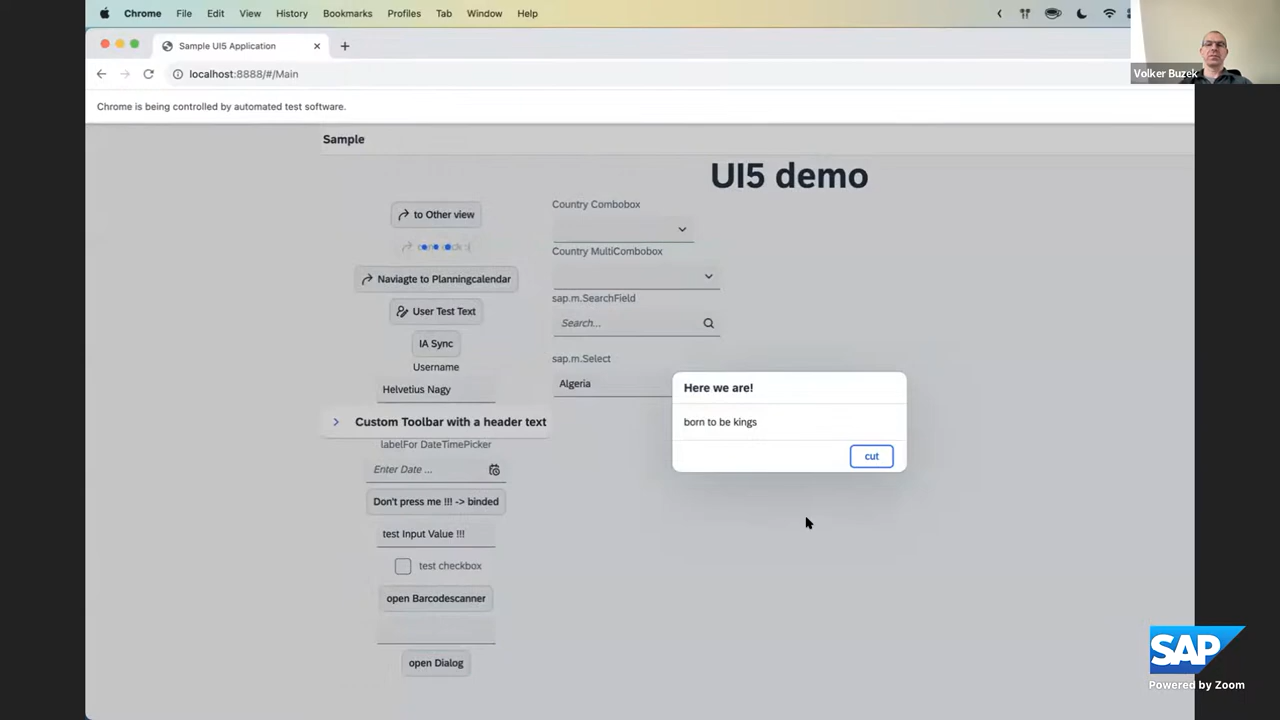 Chrome File Edit View History Bookmarks Profiles Tab Window Help
Sample UI5 Application
localhost:8888/#/Main
Volker Buzek
Chrome is being controlled by automated test software.
Sample
UI5 demo
to Other view
Naviagte to Planningcalendar
User Test Text
IA Sync
Username
Helvetius Nagy
Custom Toolbar with a header text
labelFor DateTimePicker
Enter Date ...
Don't press me !!! -> binded
test Input Value !!!
test checkbox
open Barcodescanner
open Dialog
Country Combobox
Country MultiCombobox
sap.m.SearchField
Search...
sap.m.Select
Algeria
Here we are!
born to be kings
cut
SAP
Powered by Zoom